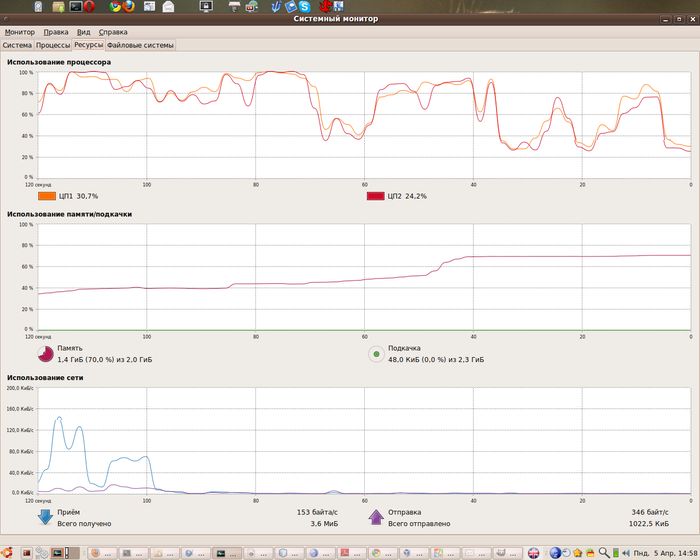 Системный монитор
Монитор Правка Вид Справка
Система Процессы Ресурсы Файловые системы
Использование процессора
100 %
80 %
60 %
40 %
20 %
0 %
120 секунд 100 80 60 40 20 0
ЦП1 30,7% ЦП2 24,2%
Использование памяти/подкачки
100 %
80 %
60 %
40 %
20 %
0 %
120 секунд 100 80 60 40 20 0
Память Подкачка
1,4 ГиБ (70,0 %) из 2,0 ГиБ 48,0 КиБ (0,0 %) из 2,3 ГиБ
Использование сети
200,0 КиБ/с
160,0 КиБ/с
120,0 КиБ/с
80,0 КиБ/с
40,0 КиБ/с
0,0 КиБ/с
120 секунд 100 80 60 40 20 0
Приём 153 байта/с Отправка 346 байт/с
Всего получено 3,6 МиБ Всего отправлено 1022,5 КиБ
Пнд, 5 Апр, 14:58